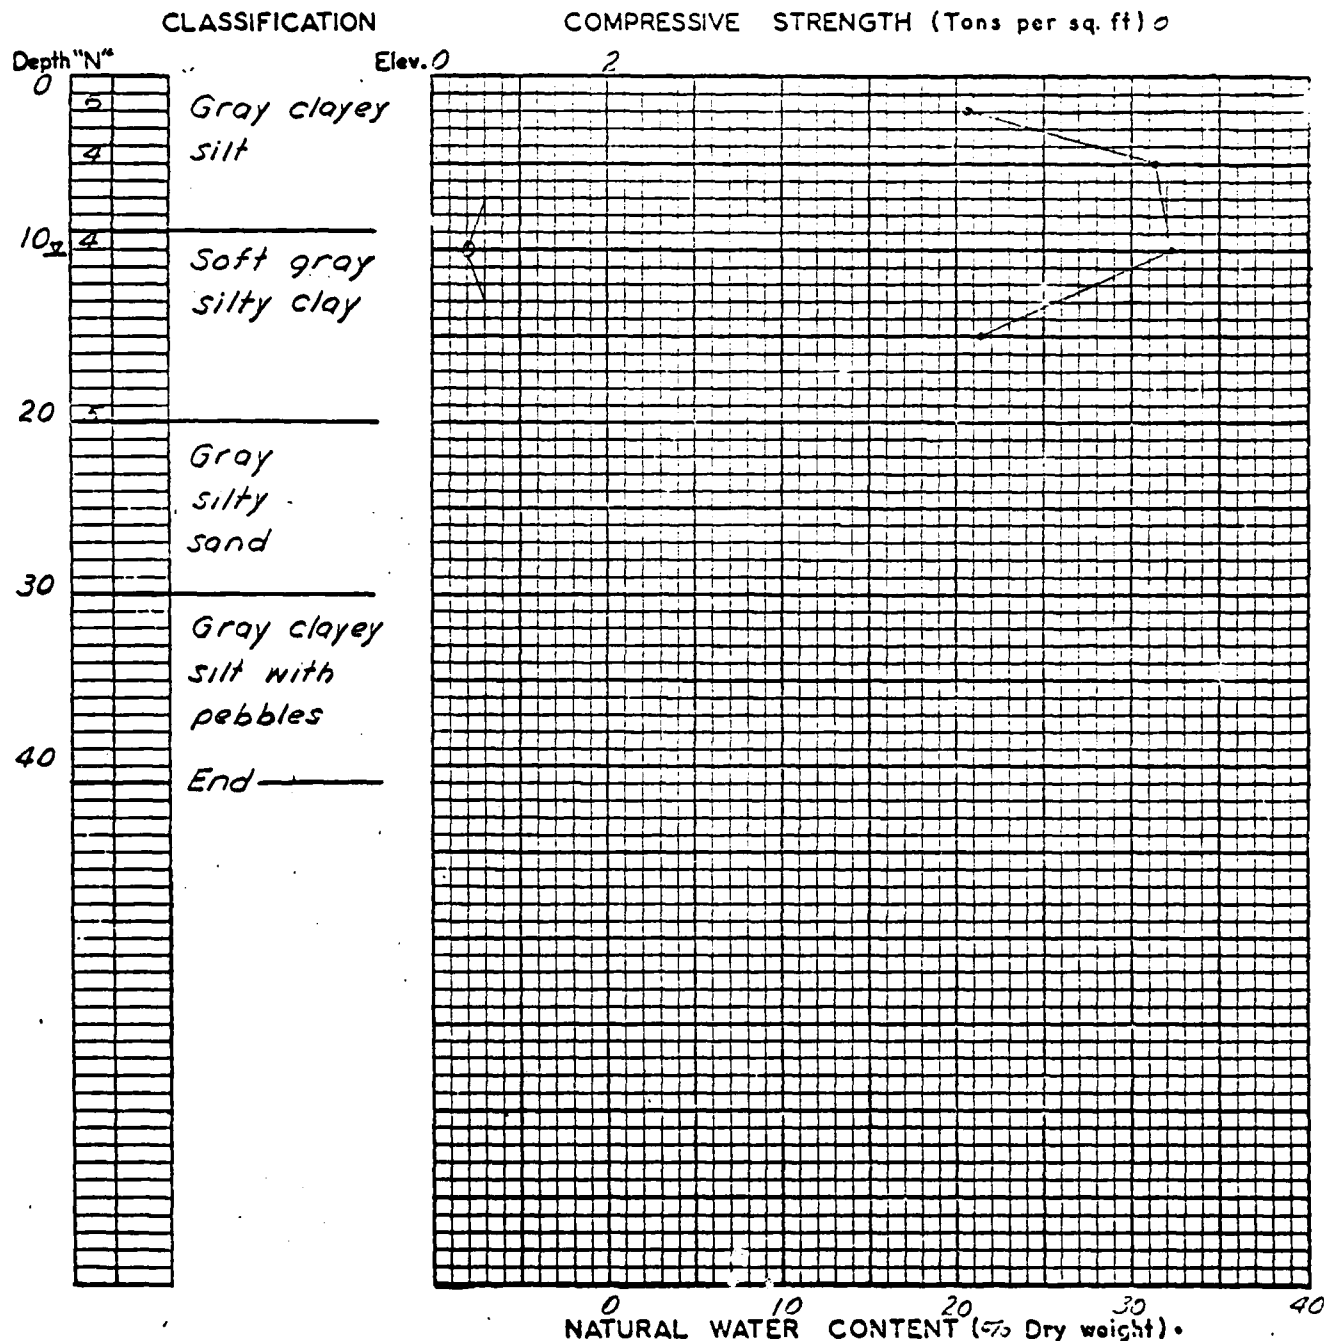 CLASSIFICATION
COMPRESSIVE STRENGTH (Tons per sq. ft) o
Depth "N"
Elev. 0 2
0
5
Gray clayey
silt
4
10 4
Soft gray
silty clay
20 5
Gray
silty
sand
30
Gray clayey
silt with
pebbles
40
End
0 10 20 30 40
NATURAL WATER CONTENT (% Dry weight) •